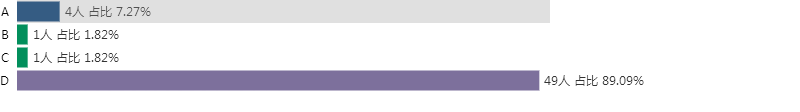 A 4人 占比 7.27%
B 1人 占比 1.82%
C 1人 占比 1.82%
D 49人 占比 89.09%